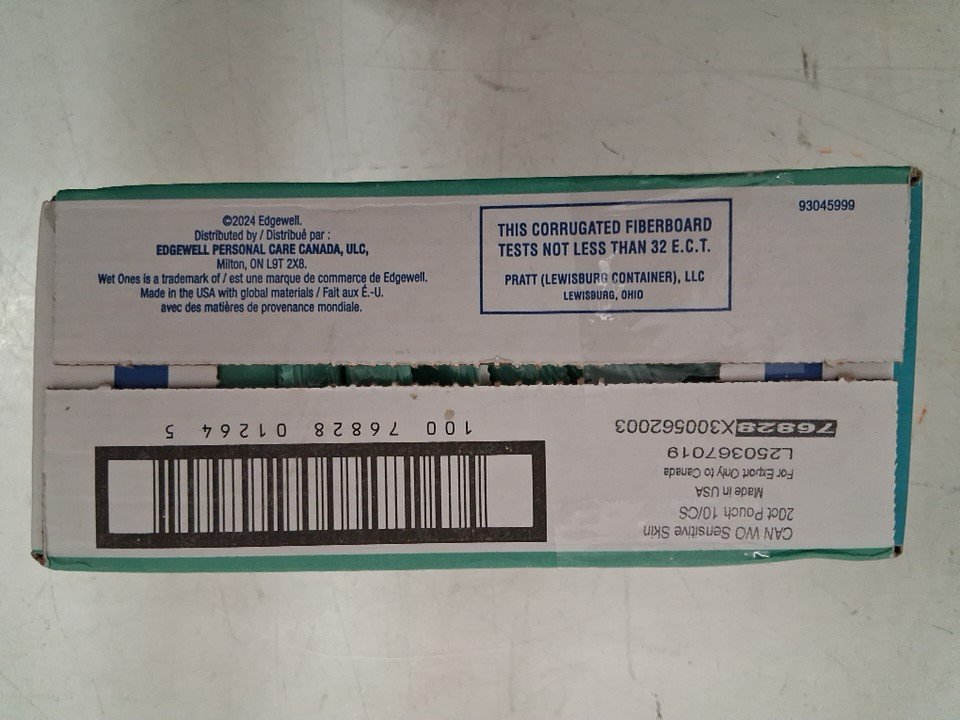 ©2024 Edgewell.
Distributed by / Distribué par :
EDGEWELL PERSONAL CARE CANADA, ULC,
Milton, ON L9T 2X8.
Wet Ones is a trademark of / est une marque de commerce de Edgewell.
Made in the USA with global materials / Fait aux É.-U.
avec des matières de provenance mondiale.
THIS CORRUGATED FIBERBOARD
TESTS NOT LESS THAN 32 E.C.T.
PRATT (LEWISBURG CONTAINER), LLC
LEWISBURG, OHIO
93045999
CAN WO Sensitive Skin
20ct Pouch 10/CS
Made in USA
For Export Only to Canada
L250367019
76828X300562003
100 76828 01264 5